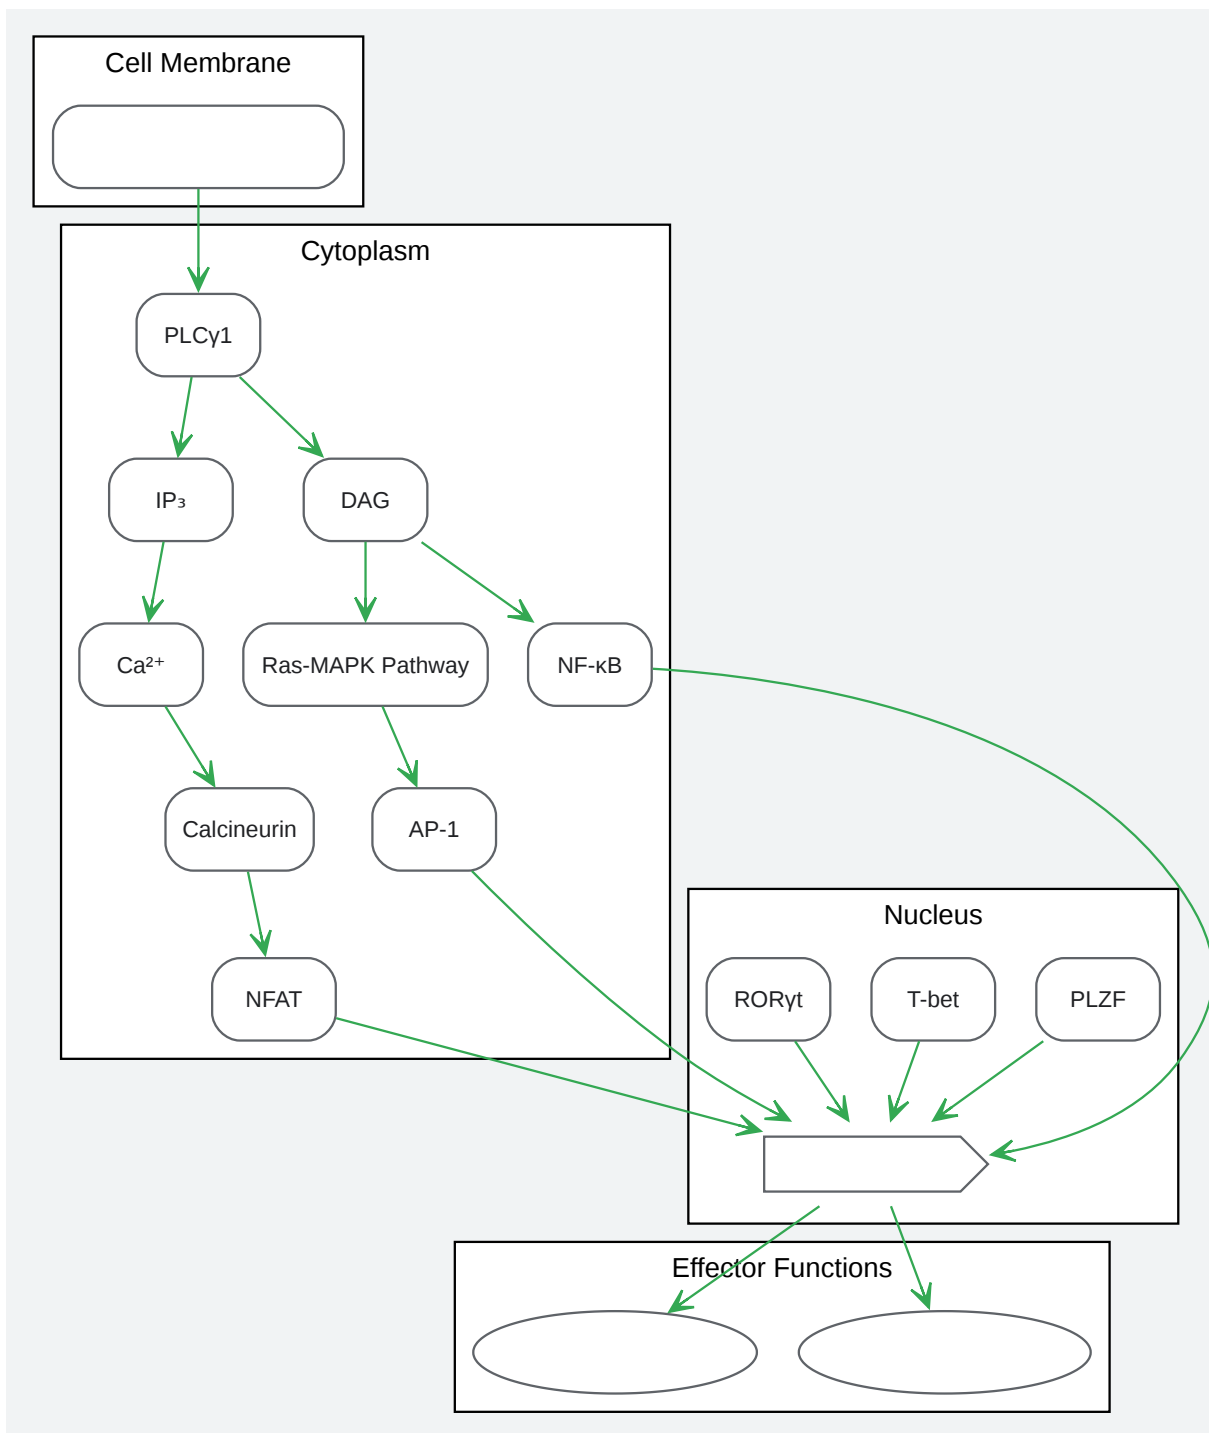 Cell Membrane
Cytoplasm
PLCγ1
IP₃
DAG
Ca²⁺
Ras-MAPK Pathway
NF-κB
Calcineurin
AP-1
NFAT
Nucleus
RORγt
T-bet
PLZF
Effector Functions